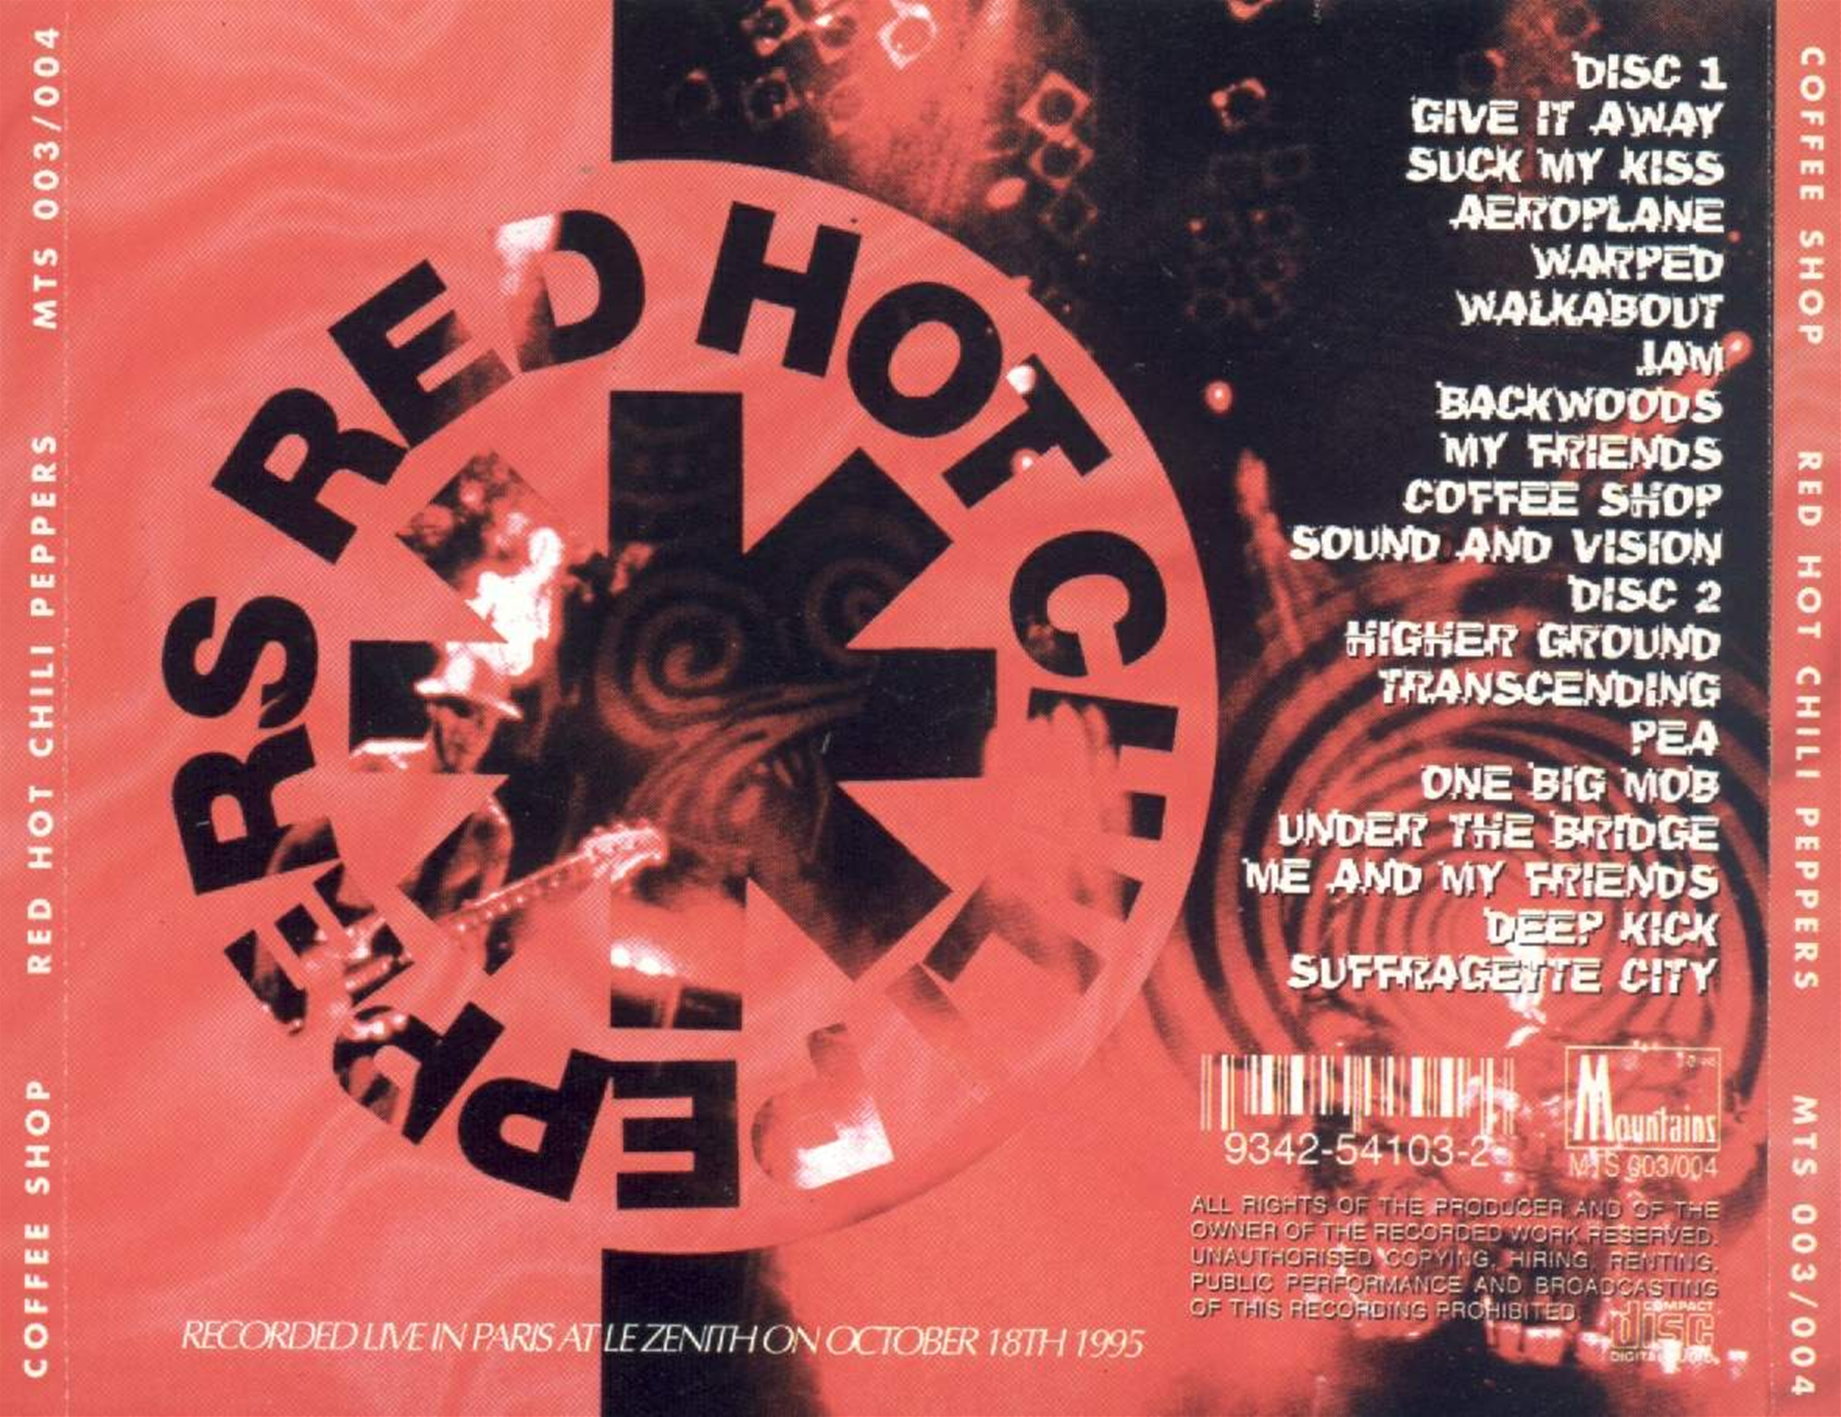 COFFEE SHOP RED HOT CHILI PEPPERS MTS 003/004
RED HOT CHILI PEPPERS
DISC 1
GIVE IT AWAY
SUCK MY KISS
AEROPLANE
WARPED
WALKABOUT
JAM
BACKWOODS
MY FRIENDS
COFFEE SHOP
SOUND AND VISION
DISC 2
HIGHER GROUND
TRANSCENDING
PEA
ONE BIG MOB
UNDER THE BRIDGE
ME AND MY FRIENDS
DEEP KICK
SUFFRAGETTE CITY
9342-54103-2
Mountains
MTS 003/004
ALL RIGHTS OF THE PRODUCER AND OF THE
OWNER OF THE RECORDED WORK RESERVED.
UNAUTHORISED COPYING, HIRING, RENTING,
PUBLIC PERFORMANCE AND BROADCASTING
OF THIS RECORDING PROHIBITED.
COMPACT
disc
DIGITAL AUDIO
RECORDED LIVE IN PARIS AT LE ZENITH ON OCTOBER 18TH 1995
COFFEE SHOP RED HOT CHILI PEPPERS MTS 003/004